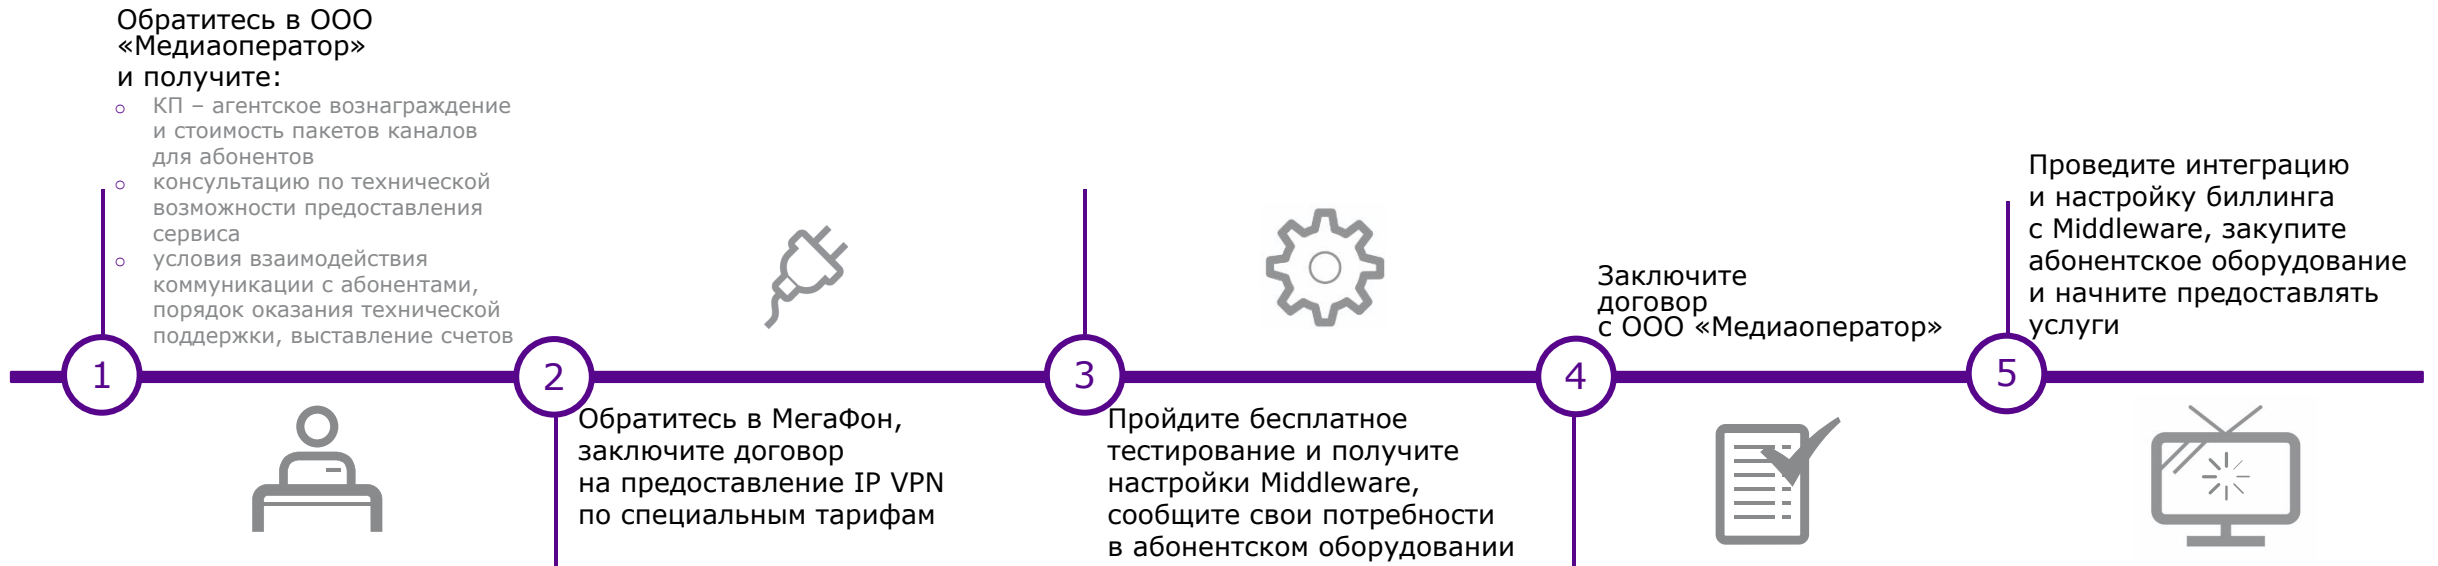 Обратитесь в ООО
«Медиаоператор»
и получите:
o КП – агентское вознаграждение
и стоимость пакетов каналов
для абонентов
o консультацию по технической
возможности предоставления
сервиса
o условия взаимодействия
коммуникации с абонентами,
порядок оказания технической
поддержки, выставление счетов
1
2
Обратитесь в МегаФон,
заключите договор
на предоставление IP VPN
по специальным тарифам
3
Пройдите бесплатное
тестирование и получите
настройки Middleware,
сообщите свои потребности
в абонентском оборудовании
Заключите
договор
с ООО «Медиаоператор»
4
Проведите интеграцию
и настройку биллинга
с Middleware, закупите
абонентское оборудование
и начните предоставлять
услуги
5